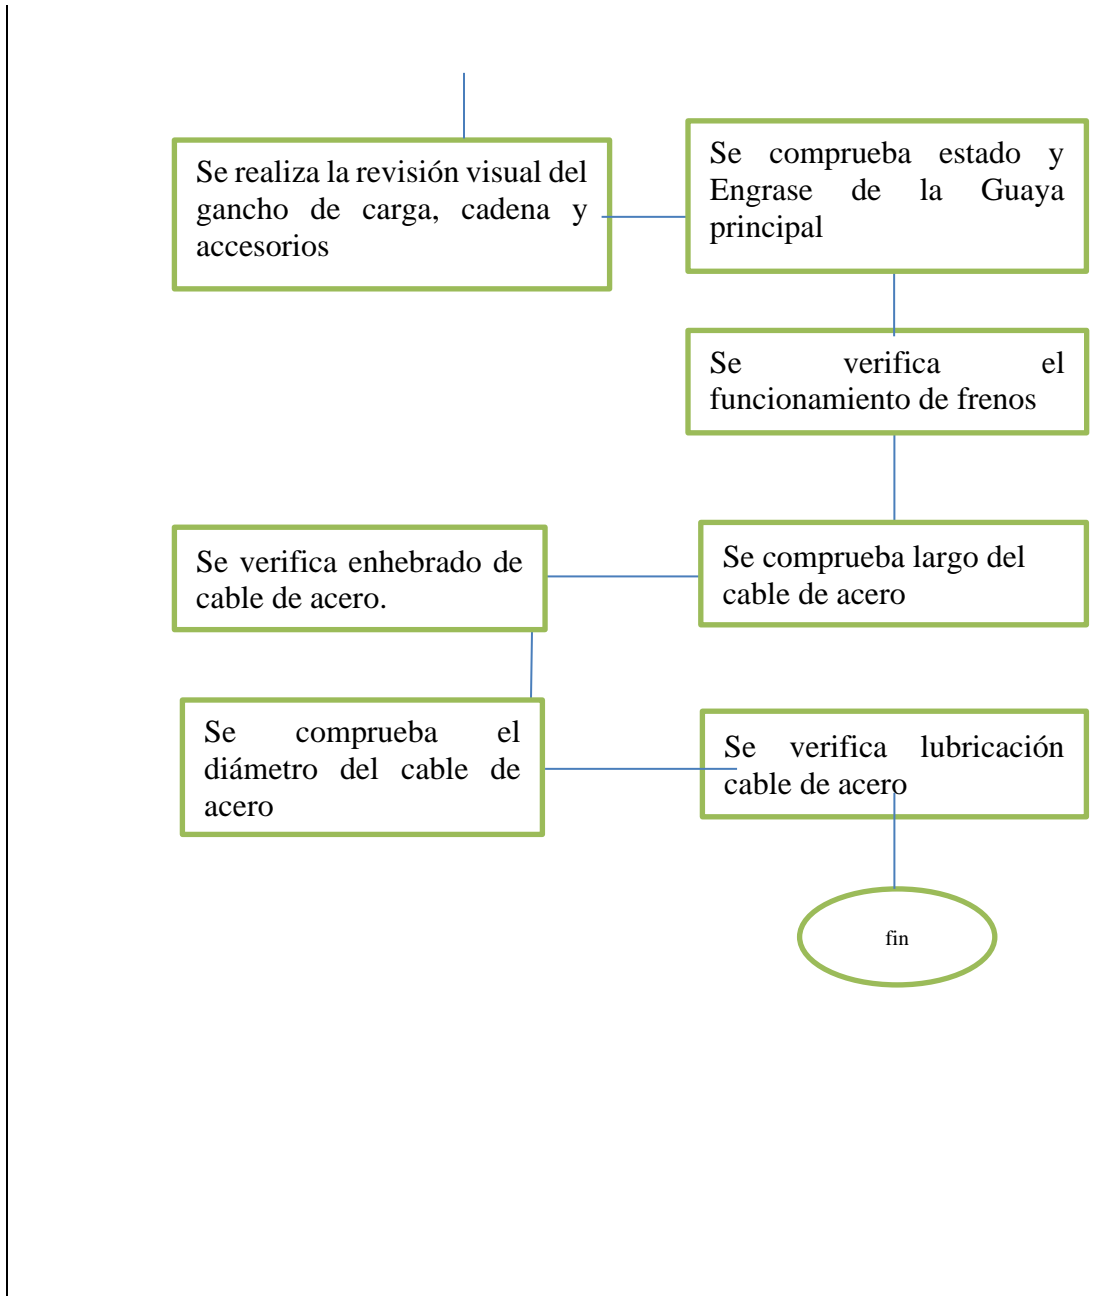 Se realiza la revisión visual del
gancho de carga, cadena y
accesorios
Se comprueba estado y
Engrase de la Guaya
principal
Se verifica el
funcionamiento de frenos
Se comprueba largo del
cable de acero
Se verifica enhebrado de
cable de acero.
Se comprueba el
diámetro del cable de
acero
Se verifica lubricación
cable de acero
fin